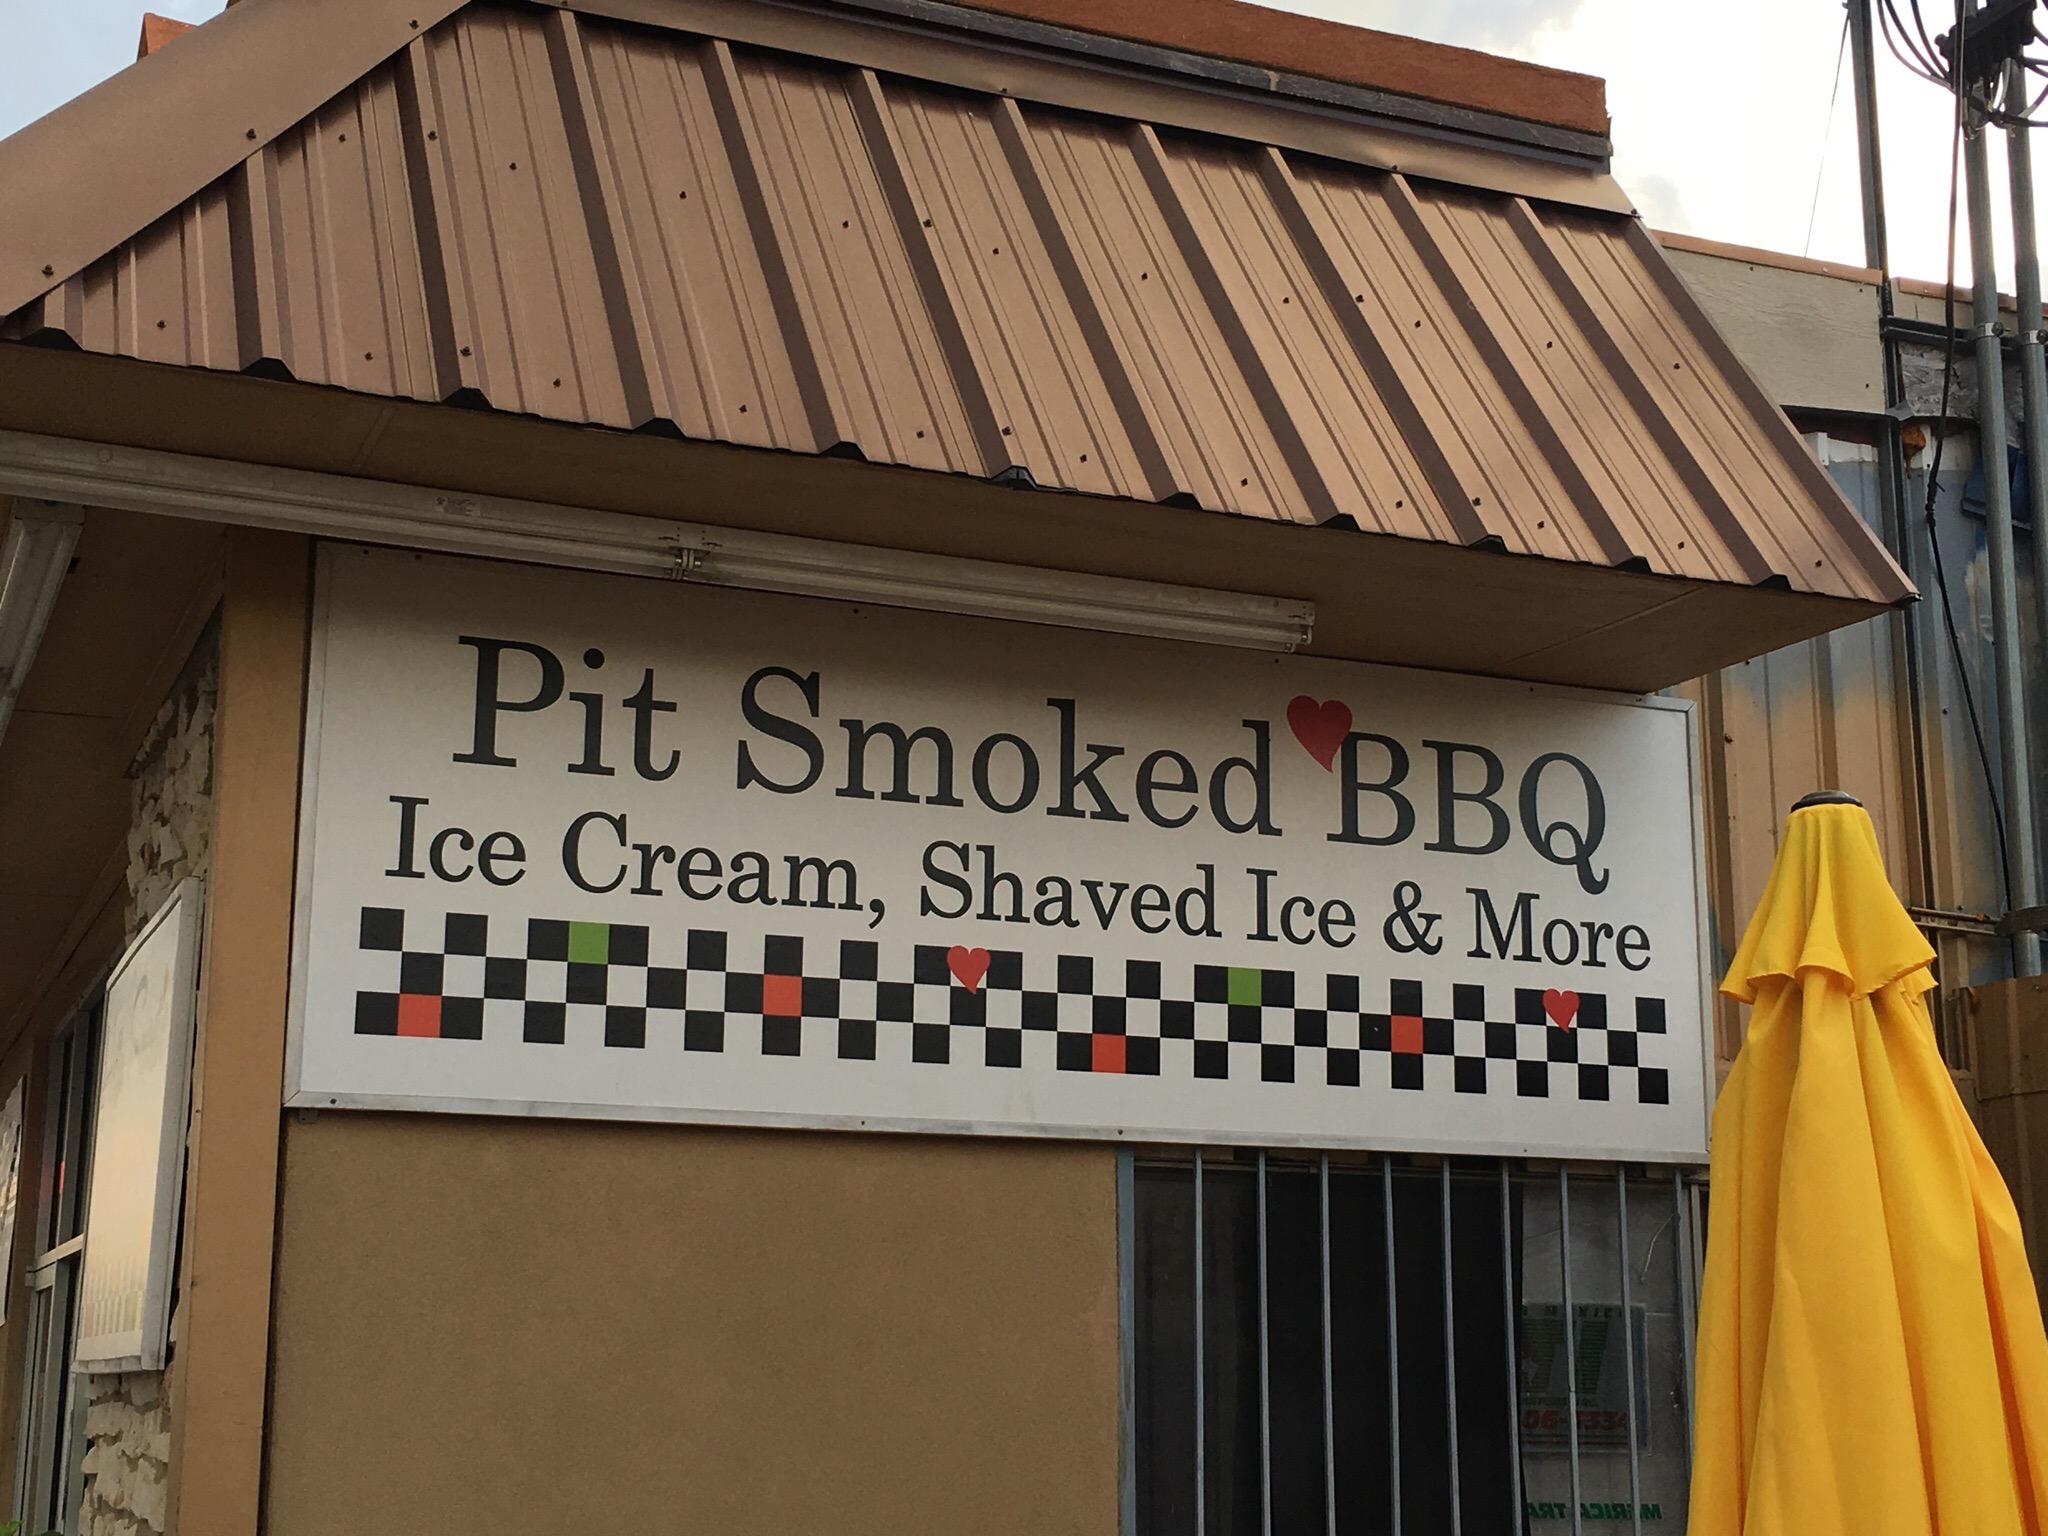 Pit Smoked BBQ
Ice Cream, Shaved Ice & More